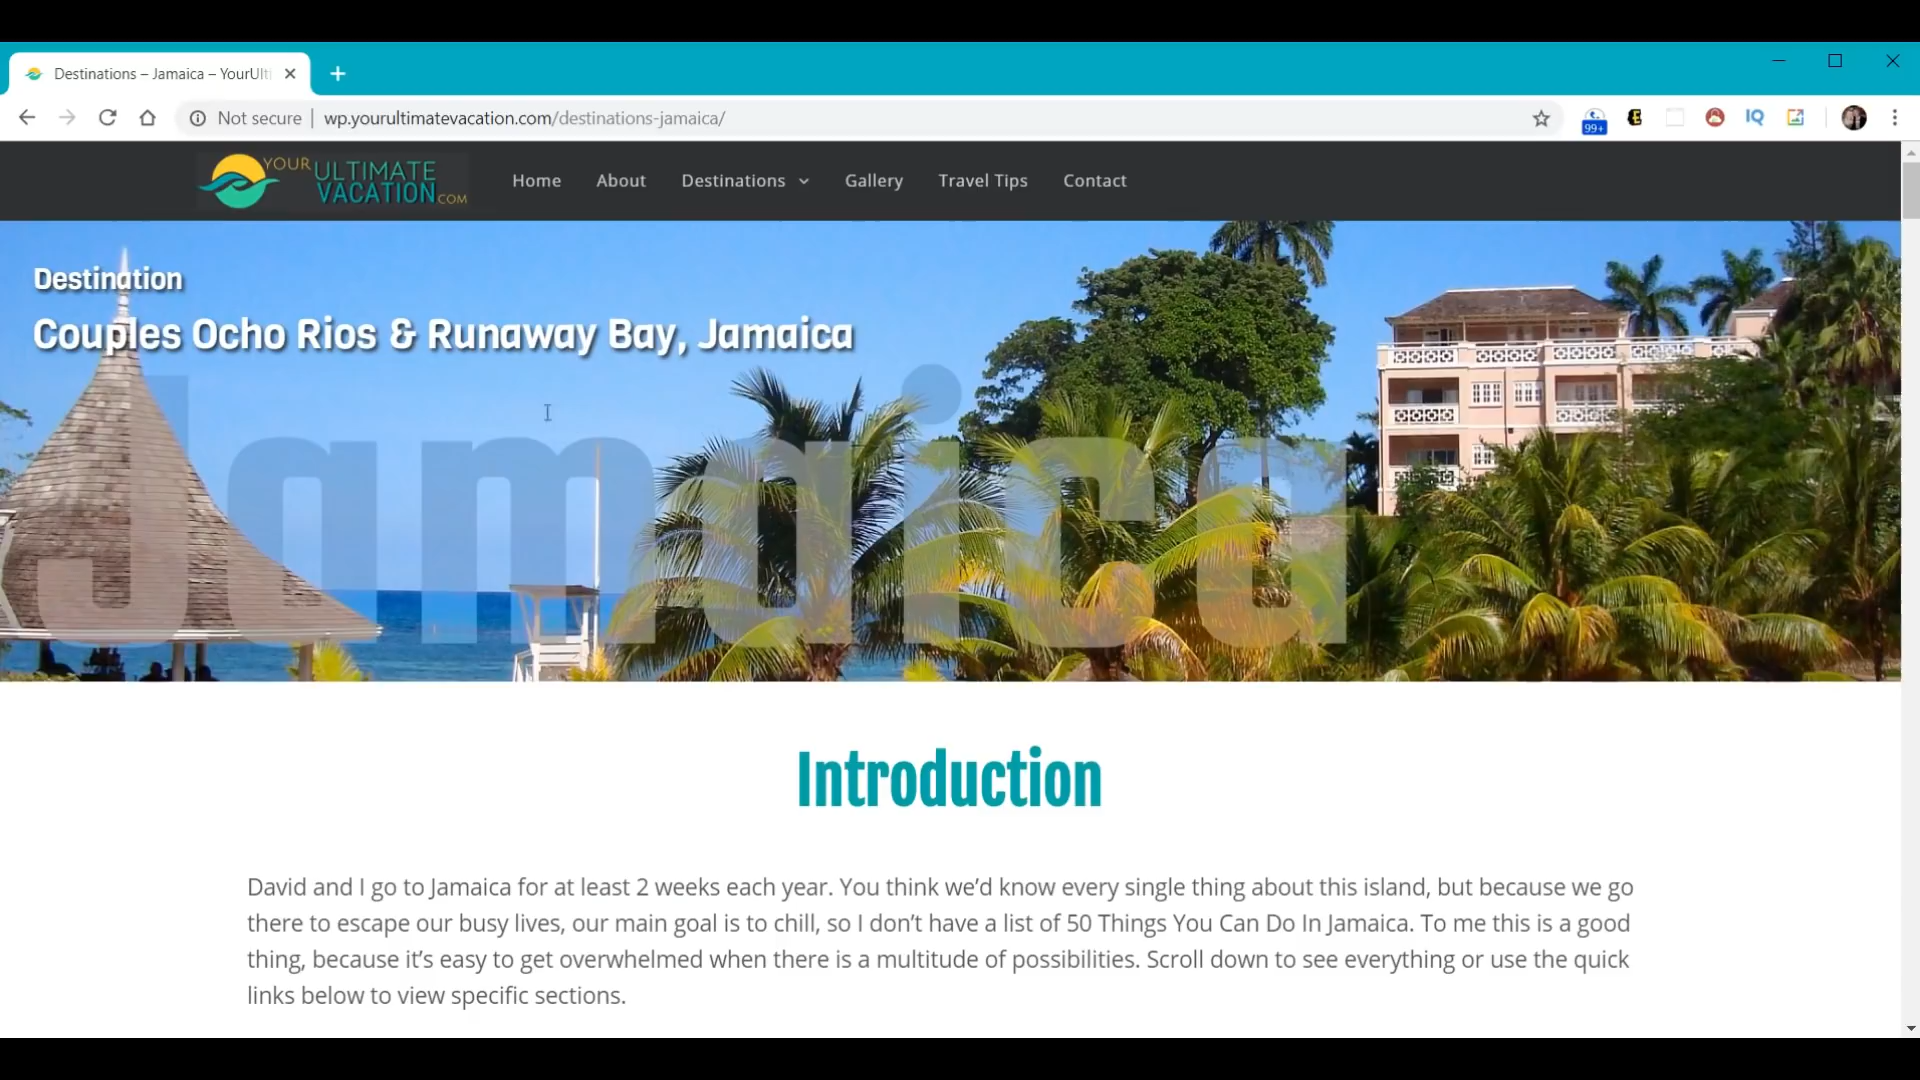 Destinations – Jamaica – YourUlti
Not secure | wp.yourultimatevacation.com/destinations-jamaica/
99+
IQ
YOUR ULTIMATE
VACATION.COM
Home About Destinations Gallery Travel Tips Contact
Destination
Couples Ocho Rios & Runaway Bay, Jamaica
Jamaica
Introduction
David and I go to Jamaica for at least 2 weeks each year. You think we’d know every single thing about this island, but because we go
there to escape our busy lives, our main goal is to chill, so I don’t have a list of 50 Things You Can Do In Jamaica. To me this is a good
thing, because it’s easy to get overwhelmed when there is a multitude of possibilities. Scroll down to see everything or use the quick
links below to view specific sections.